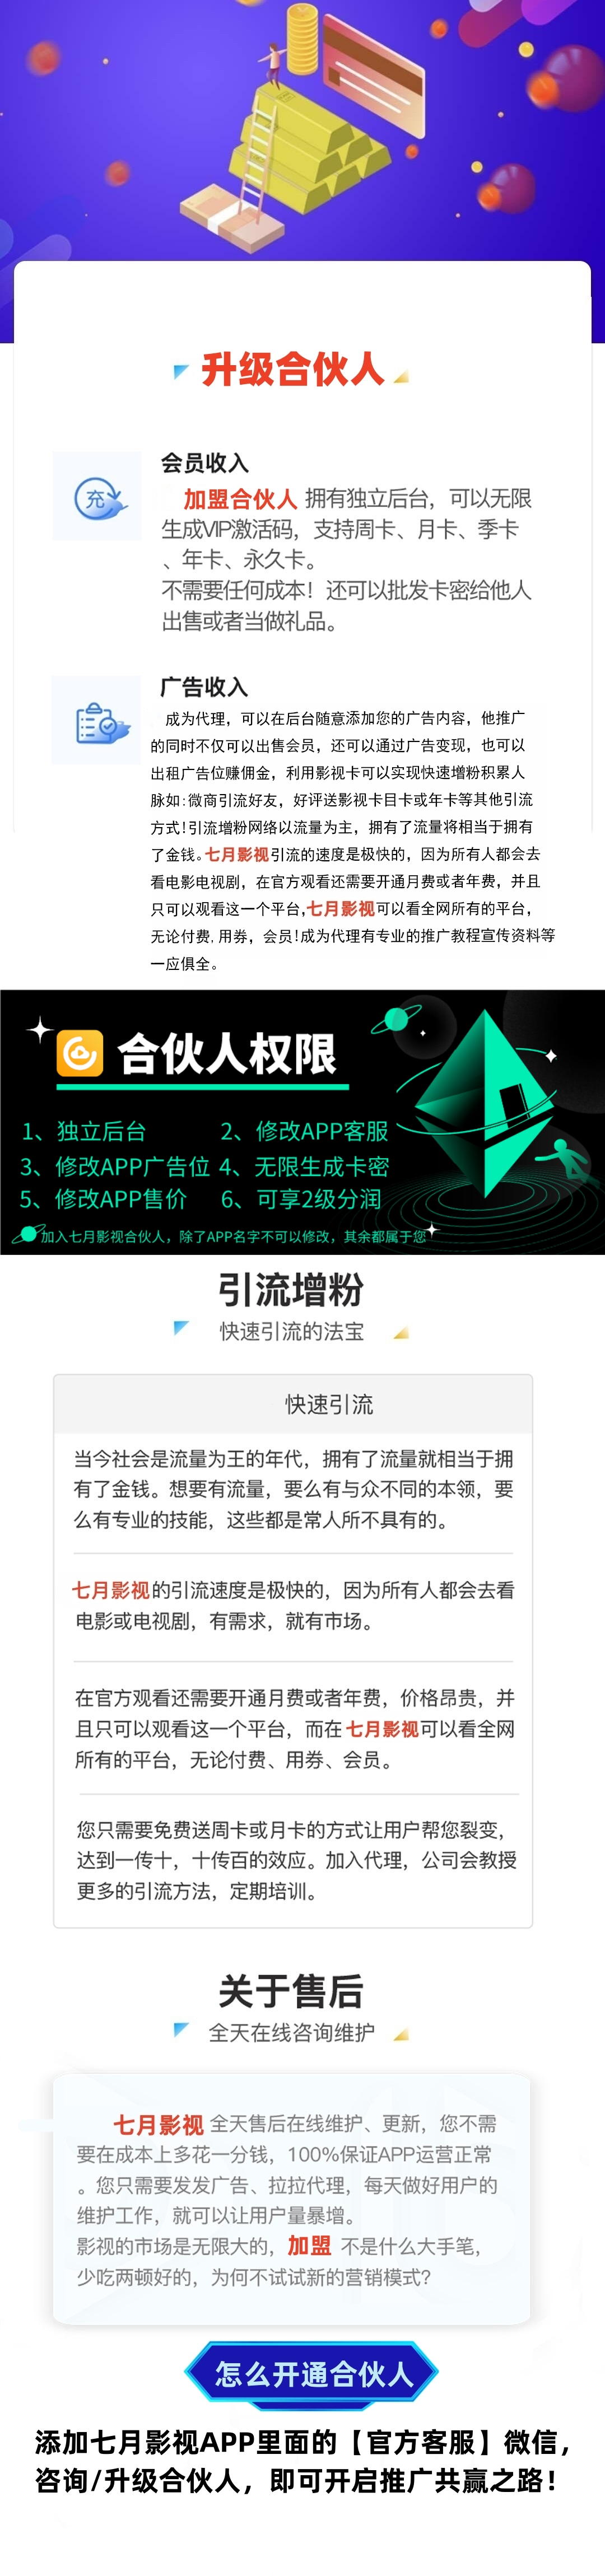 升级合伙人
会员收入
充
加盟合伙人 拥有独立后台，可以无限
生成VIP激活码，支持周卡、月卡、季卡
、年卡、永久卡。
不需要任何成本！还可以批发卡密给他人
出售或者当做礼品。
广告收入
成为代理，可以在后台随意添加您的广告内容，他推广
的同时不仅可以出售会员，还可以通过广告变现，也可以
出租广告位赚佣金，利用影视卡可以实现快速增粉积累人
脉如:微商引流好友，好评送影视卡目卡或年卡等其他引流
方式!引流增粉网络以流量为主，拥有了流量将相当于拥有
了金钱。七月影视引流的速度是极快的，因为所有人都会去
看电影电视剧，在官方观看还需要开通月费或者年费，并且
只可以观看这一个平台,七月影视可以看全网所有的平台，
无论付费,用券，会员!成为代理有专业的推广教程宣传资料等
一应俱全。
合伙人权限
1、独立后台 2、修改APP客服
3、修改APP广告位 4、无限生成卡密
5、修改APP售价 6、可享2级分润
加入七月影视合伙人，除了APP名字不可以修改，其余都属于您
引流增粉
快速引流的法宝
快速引流
当今社会是流量为王的年代，拥有了流量就相当于拥
有了金钱。想要有流量，要么有与众不同的本领，要
么有专业的技能，这些都是常人所不具有的。
七月影视的引流速度是极快的，因为所有人都会去看
电影或电视剧，有需求，就有市场。
在官方观看还需要开通月费或者年费，价格昂贵，并
且只可以观看这一个平台，而在 七月影视可以看全网
所有的平台，无论付费、用券、会员。
您只需要免费送周卡或月卡的方式让用户帮您裂变，
达到一传十，十传百的效应。加入代理，公司会教授
更多的引流方法，定期培训。
关于售后
全天在线咨询维护
七月影视 全天售后在线维护、更新，您不需
要在成本上多花一分钱，100%保证APP运营正常
。您只需要发发广告、拉拉代理，每天做好用户的
维护工作，就可以让用户量暴增。
影视的市场是无限大的，加盟 不是什么大手笔，
少吃两顿好的，为何不试试新的营销模式?
怎么开通合伙人
添加七月影视APP里面的【官方客服】微信，
咨询/升级合伙人，即可开启推广共赢之路！